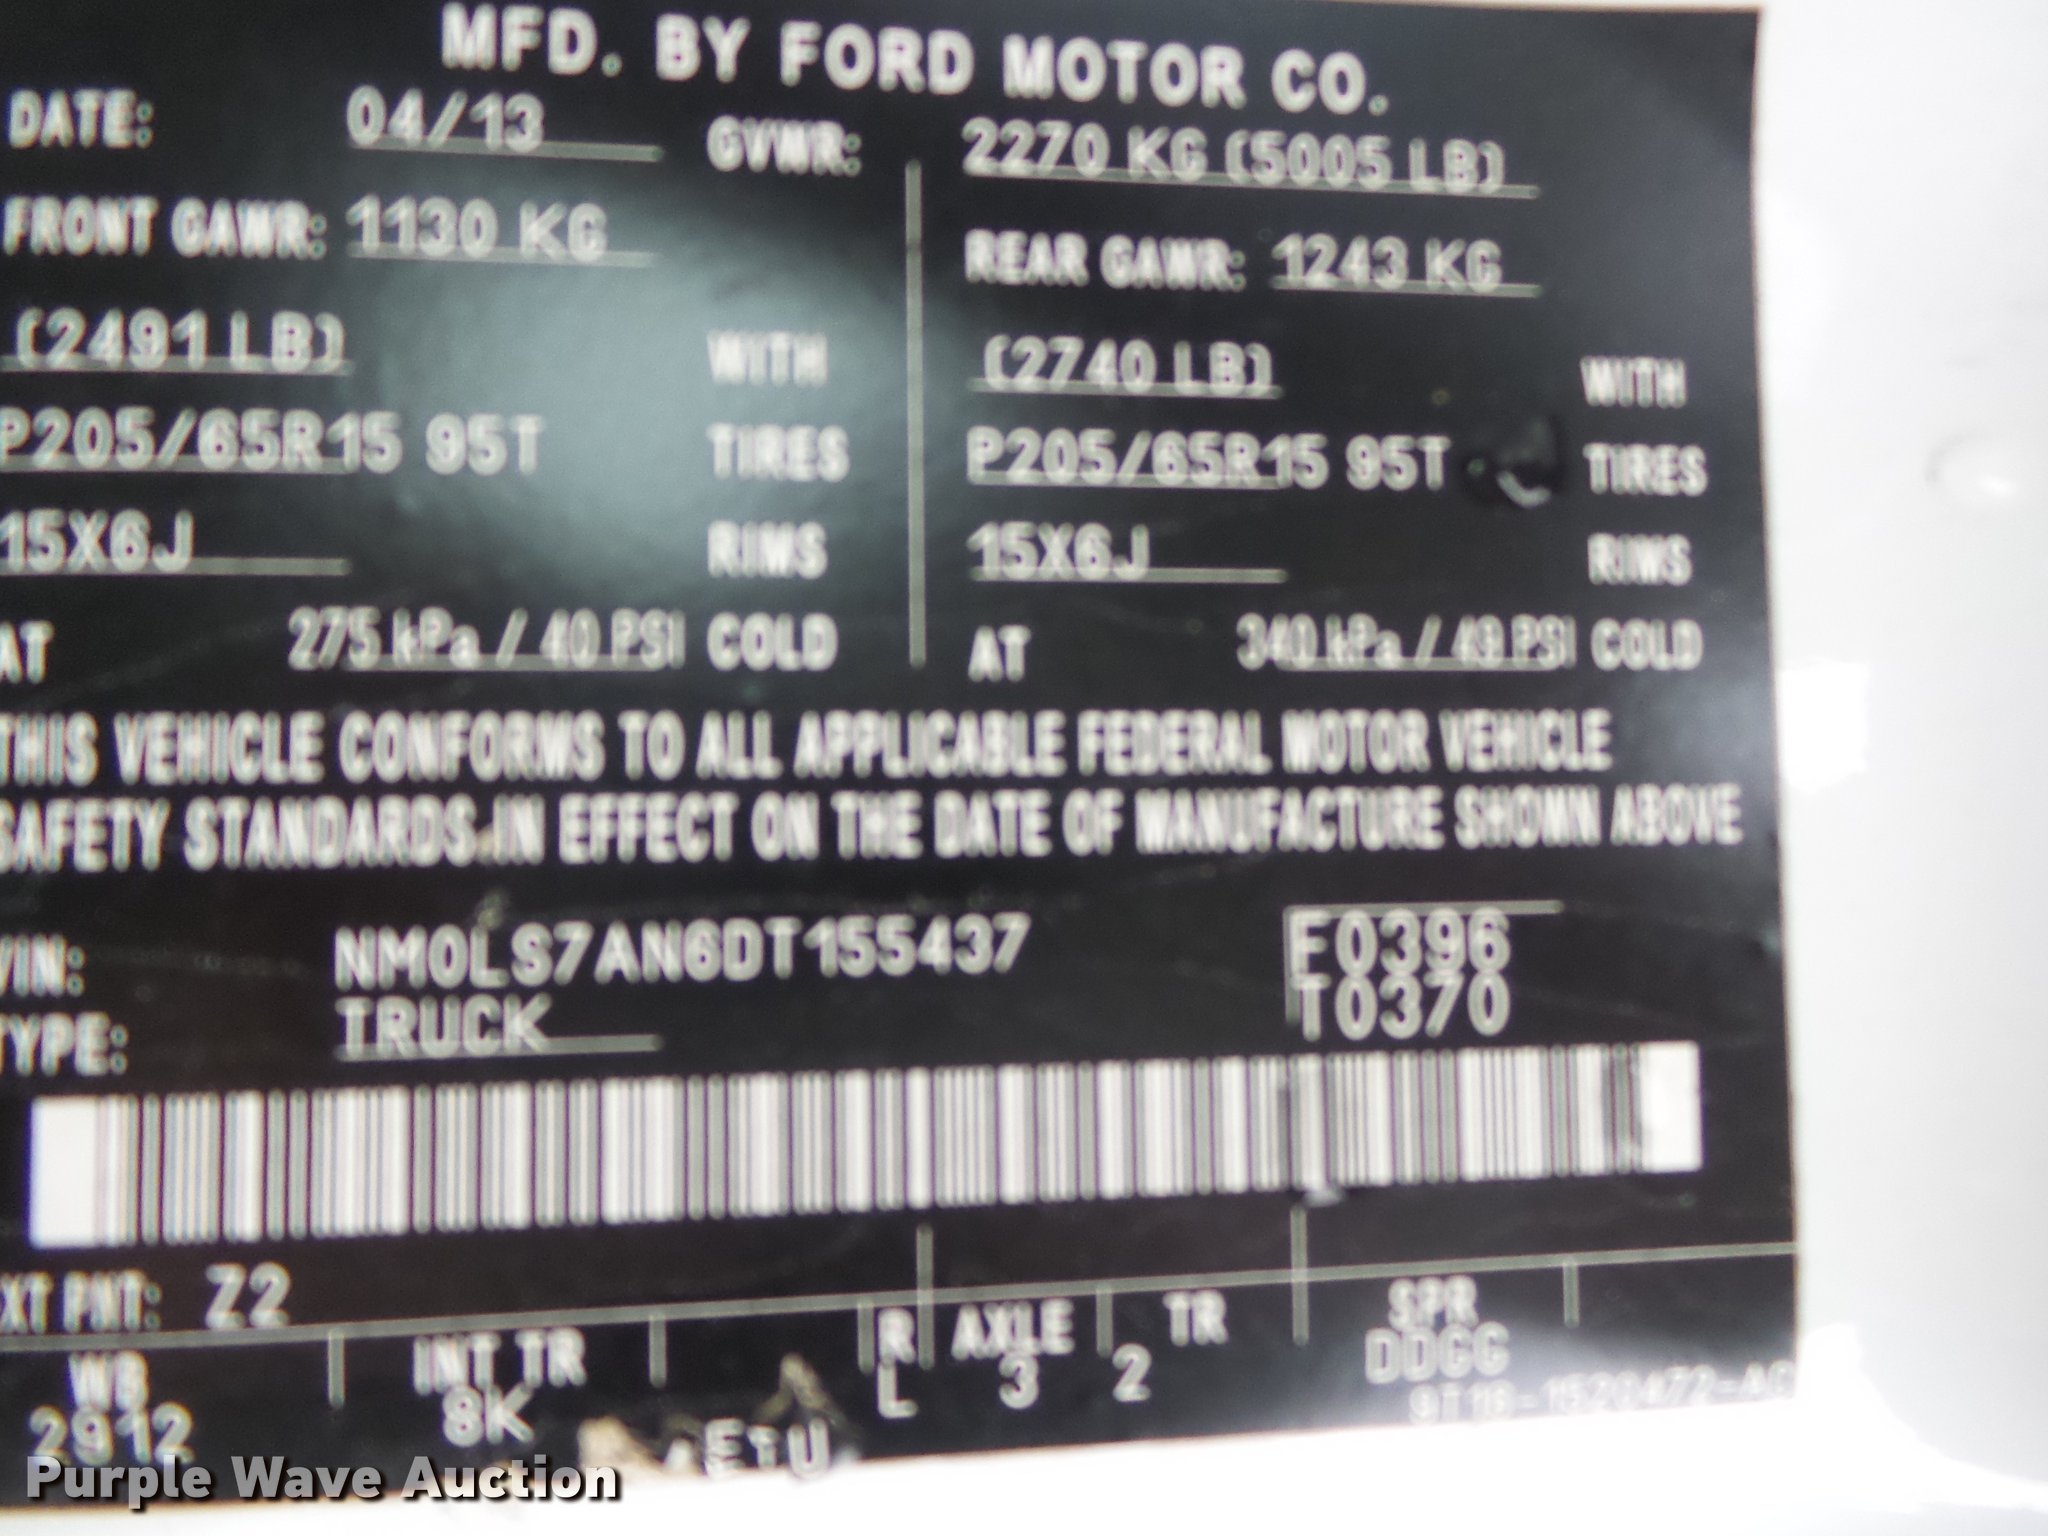 MFD. BY FORD MOTOR CO.
DATE: 04/13 GVWR: 2270 KG (5005 LB)
FRONT GAWR: 1130 KG REAR GAWR: 1243 KG
(2491 LB) WITH (2740 LB) WITH
P205/65R15 95T TIRES P205/65R15 95T TIRES
15X6J RIMS 15X6J RIMS
AT 275 kPa / 40 PSI COLD AT 340 kPa / 49 PSI COLD
THIS VEHICLE CONFORMS TO ALL APPLICABLE FEDERAL MOTOR VEHICLE
SAFETY STANDARDS IN EFFECT ON THE DATE OF MANUFACTURE SHOWN ABOVE
VIN: NM0LS7AN6DT155437 F0396
TYPE: TRUCK T0370
XT PNT: Z2
WB INT TR R AXLE TR SPR
2912 8K L 3 2 DDGG
Purple Wave Auction